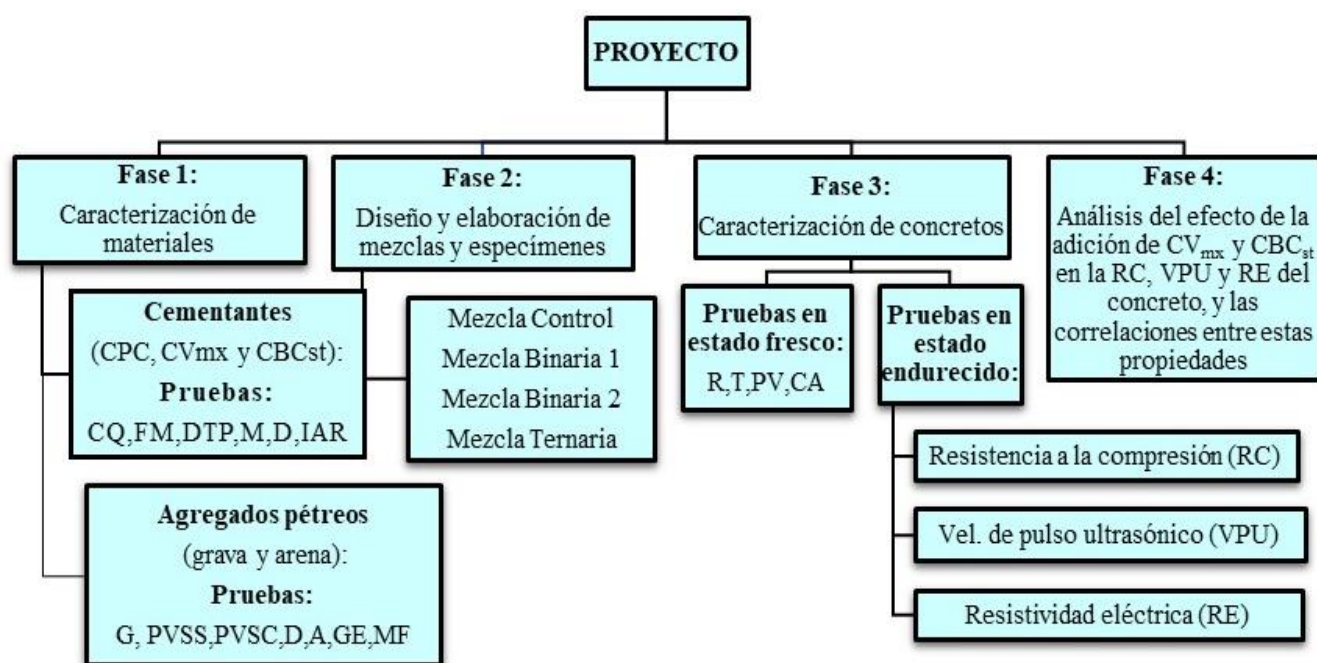 PROYECTO
Fase 1:
Caracterización de
materiales
Cementantes
(CPC, CVmx y CBCst):
Pruebas:
CQ,FM,DTP,M,D,IAR
Agregados pétreos
(grava y arena):
Pruebas:
G, PVSS,PVSC,D,A,GE,MF
Fase 2:
Diseño y elaboración de
mezclas y especímenes
Mezcla Control
Mezcla Binaria 1
Mezcla Binaria 2
Mezcla Ternaria
Fase 3:
Caracterización de concretos
Pruebas en
estado fresco:
R,T,PV,CA
Pruebas en
estado
endurecido:
Resistencia a la compresión (RC)
Vel. de pulso ultrasónico (VPU)
Resistividad eléctrica (RE)
Fase 4:
Análisis del efecto de la
adición de CVmx y CBCst
en la RC, VPU y RE del
concreto, y las
correlaciones entre estas
propiedades